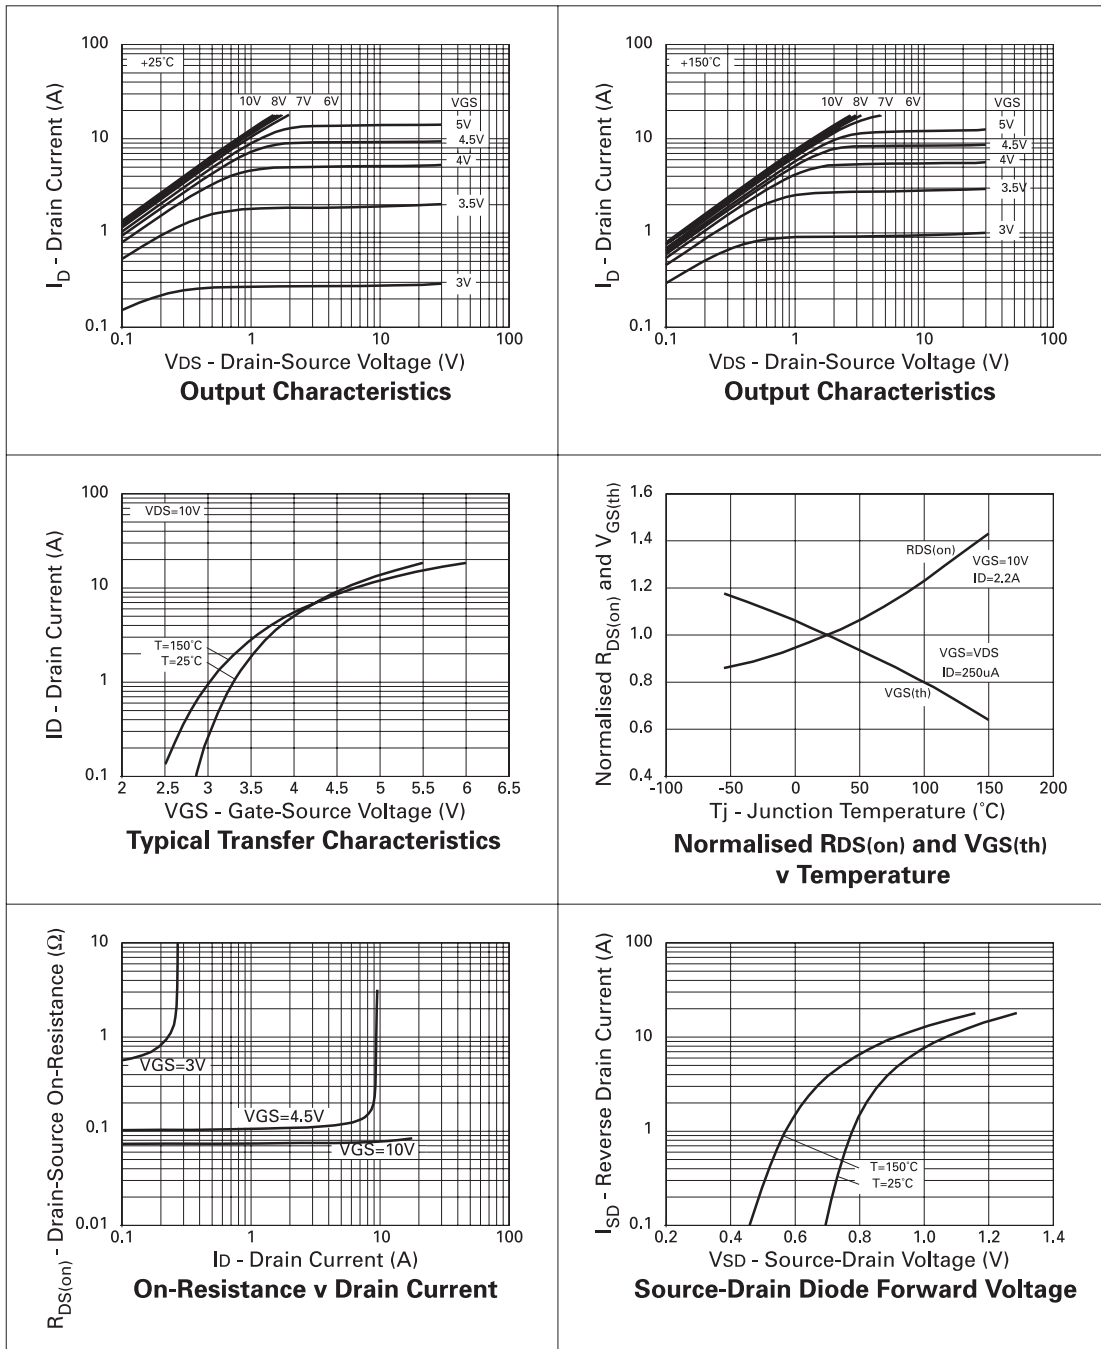 100
10
1
0.1
ID - Drain Current (A)
+25°C
10V 8V 7V 6V
VGS
5V
4.5V
4V
3.5V
3V
0.1 1 10 100
VDS - Drain-Source Voltage (V)
Output Characteristics
100
10
1
0.1
ID - Drain Current (A)
+150°C
10V 8V 7V 6V
VGS
5V
4.5V
4V
3.5V
3V
0.1 1 10 100
VDS - Drain-Source Voltage (V)
Output Characteristics
100
10
1
0.1
ID - Drain Current (A)
VDS=10V
T=150°C
T=25°C
2 2.5 3 3.5 4 4.5 5 5.5 6 6.5
VGS - Gate-Source Voltage (V)
Typical Transfer Characteristics
1.6
1.4
1.2
1.0
0.8
0.6
0.4
Normalised RDS(on) and VGS(th)
RDS(on)
VGS=10V
ID=2.2A
VGS=VDS
ID=250uA
VGS(th)
-100 -50 0 50 100 150 200
Tj - Junction Temperature (°C)
Normalised RDS(on) and VGS(th)
v Temperature
10
1
0.1
0.01
RDS(on) - Drain-Source On-Resistance (Ω)
VGS=3V
VGS=4.5V
VGS=10V
0.1 1 10 100
ID - Drain Current (A)
On-Resistance v Drain Current
100
10
1
0.1
ISD - Reverse Drain Current (A)
T=150°C
T=25°C
0.2 0.4 0.6 0.8 1.0 1.2 1.4
VSD - Source-Drain Voltage (V)
Source-Drain Diode Forward Voltage